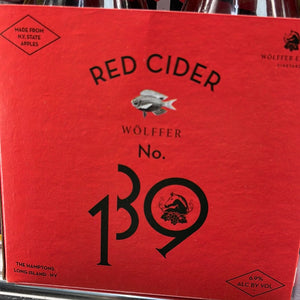 MADE FROM
N.Y. STATE
APPLES
RED CIDER
WÖLFFER
No.
139
THE HAMPTONS
LONG ISLAND NY
6.9%
ALC. BY VOL.
WÖLFFER